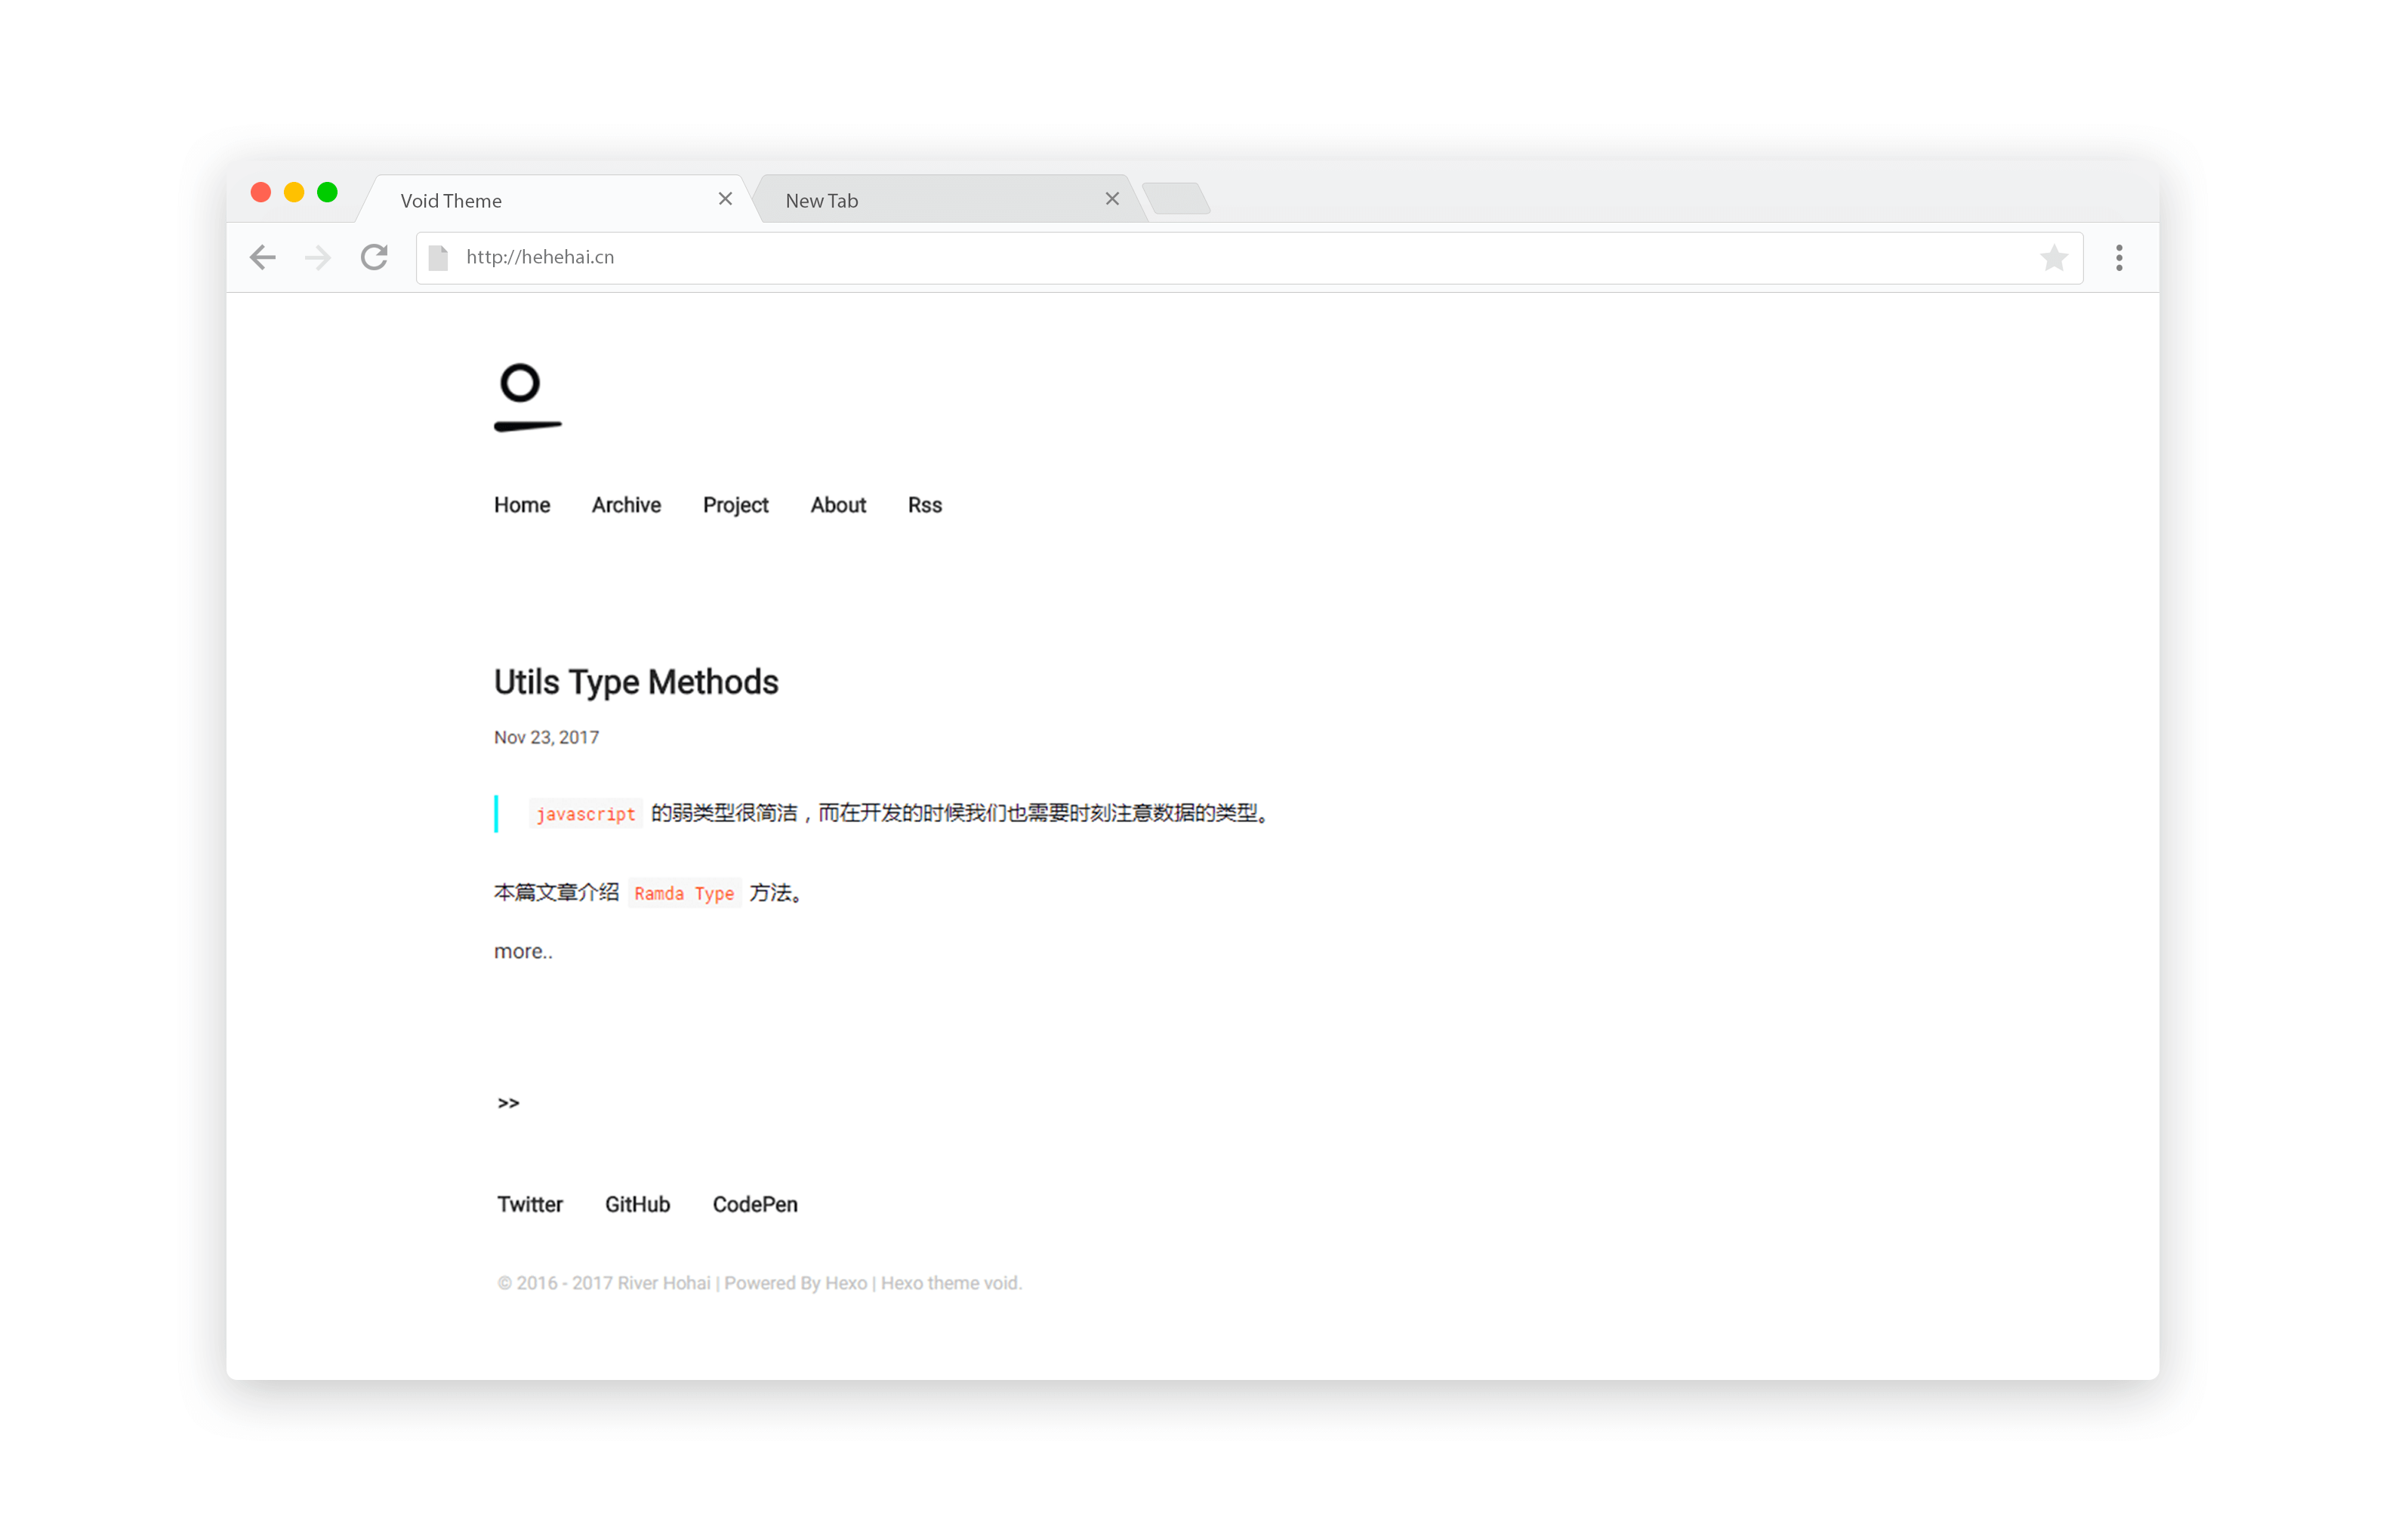 Void Theme New Tab
http://hehehai.cn
Home Archive Project About Rss
Utils Type Methods
Nov 23, 2017
javascript 的弱类型很简洁，而在开发的时候我们也需要时刻注意数据的类型。
本篇文章介绍 Ramda Type 方法。
more..
>>
Twitter GitHub CodePen
© 2016 - 2017 River Hohai | Powered By Hexo | Hexo theme void.